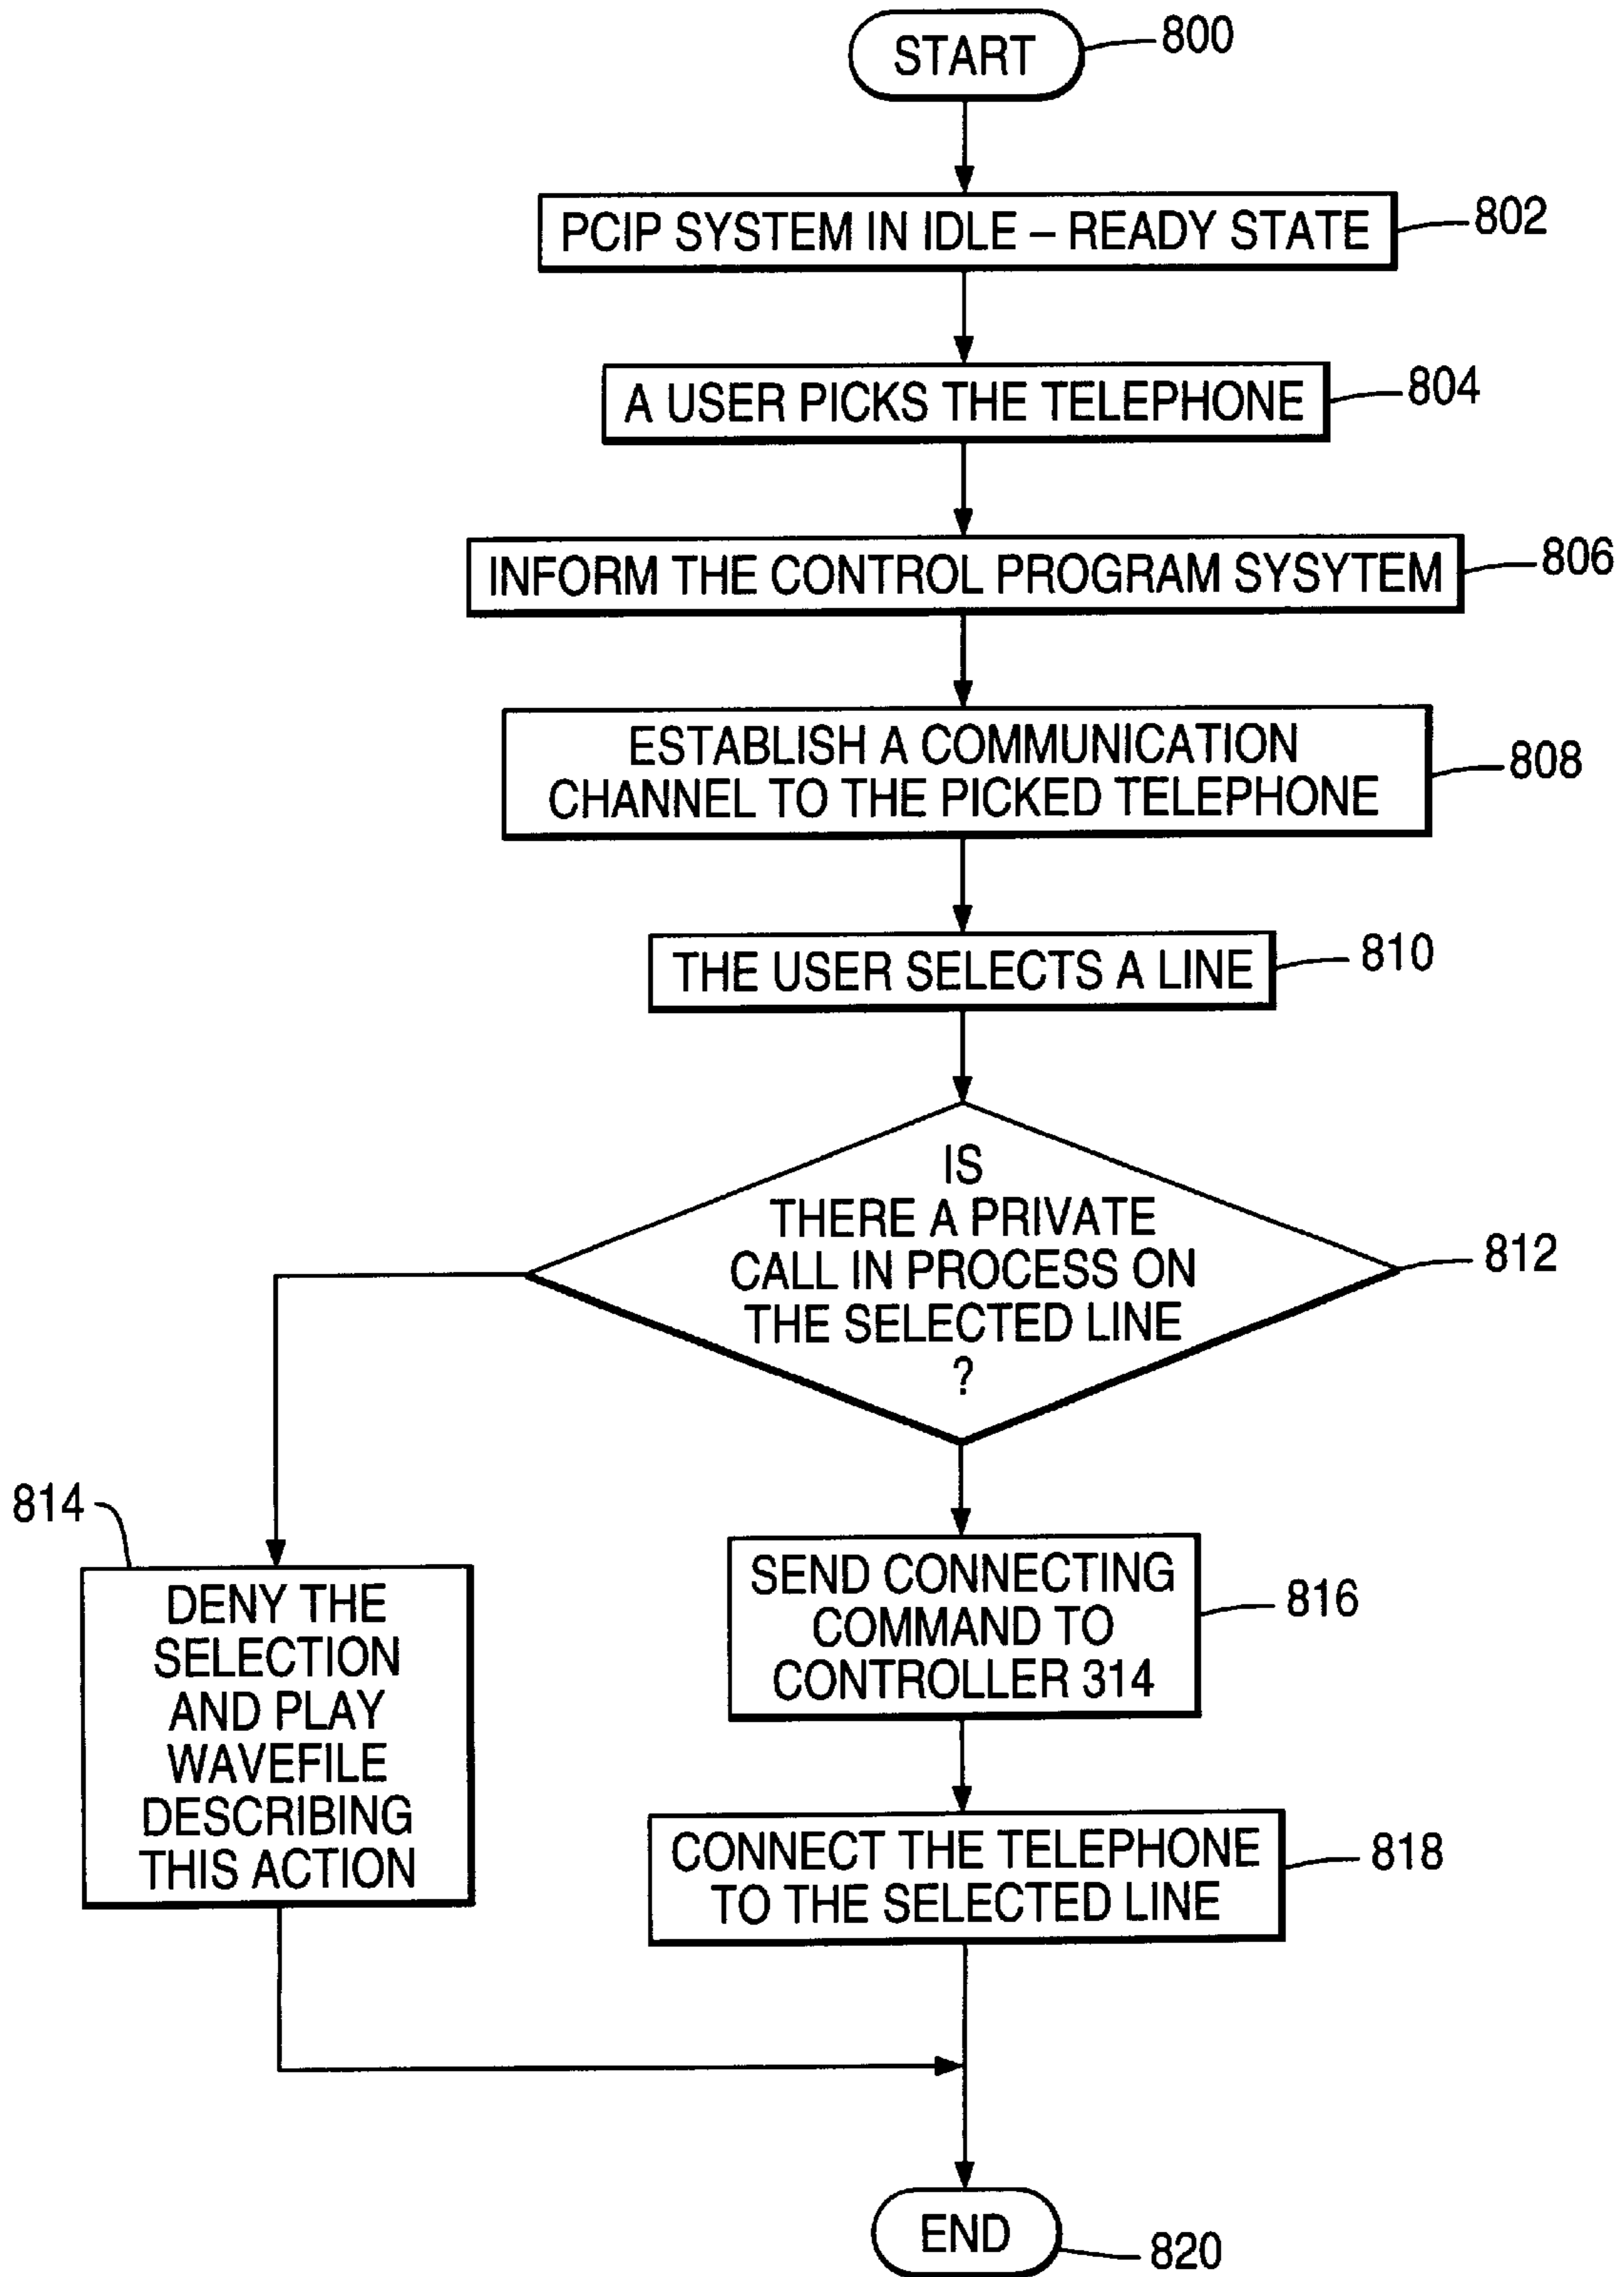 START
800
PCIP SYSTEM IN IDLE – READY STATE
802
A USER PICKS THE TELEPHONE
804
INFORM THE CONTROL PROGRAM SYSYTEM
806
ESTABLISH A COMMUNICATION
CHANNEL TO THE PICKED TELEPHONE
808
THE USER SELECTS A LINE
810
IS
THERE A PRIVATE
CALL IN PROCESS ON
THE SELECTED LINE
?
812
814
DENY THE
SELECTION
AND PLAY
WAVEFILE
DESCRIBING
THIS ACTION
SEND CONNECTING
COMMAND TO
CONTROLLER 314
816
CONNECT THE TELEPHONE
TO THE SELECTED LINE
818
END
820